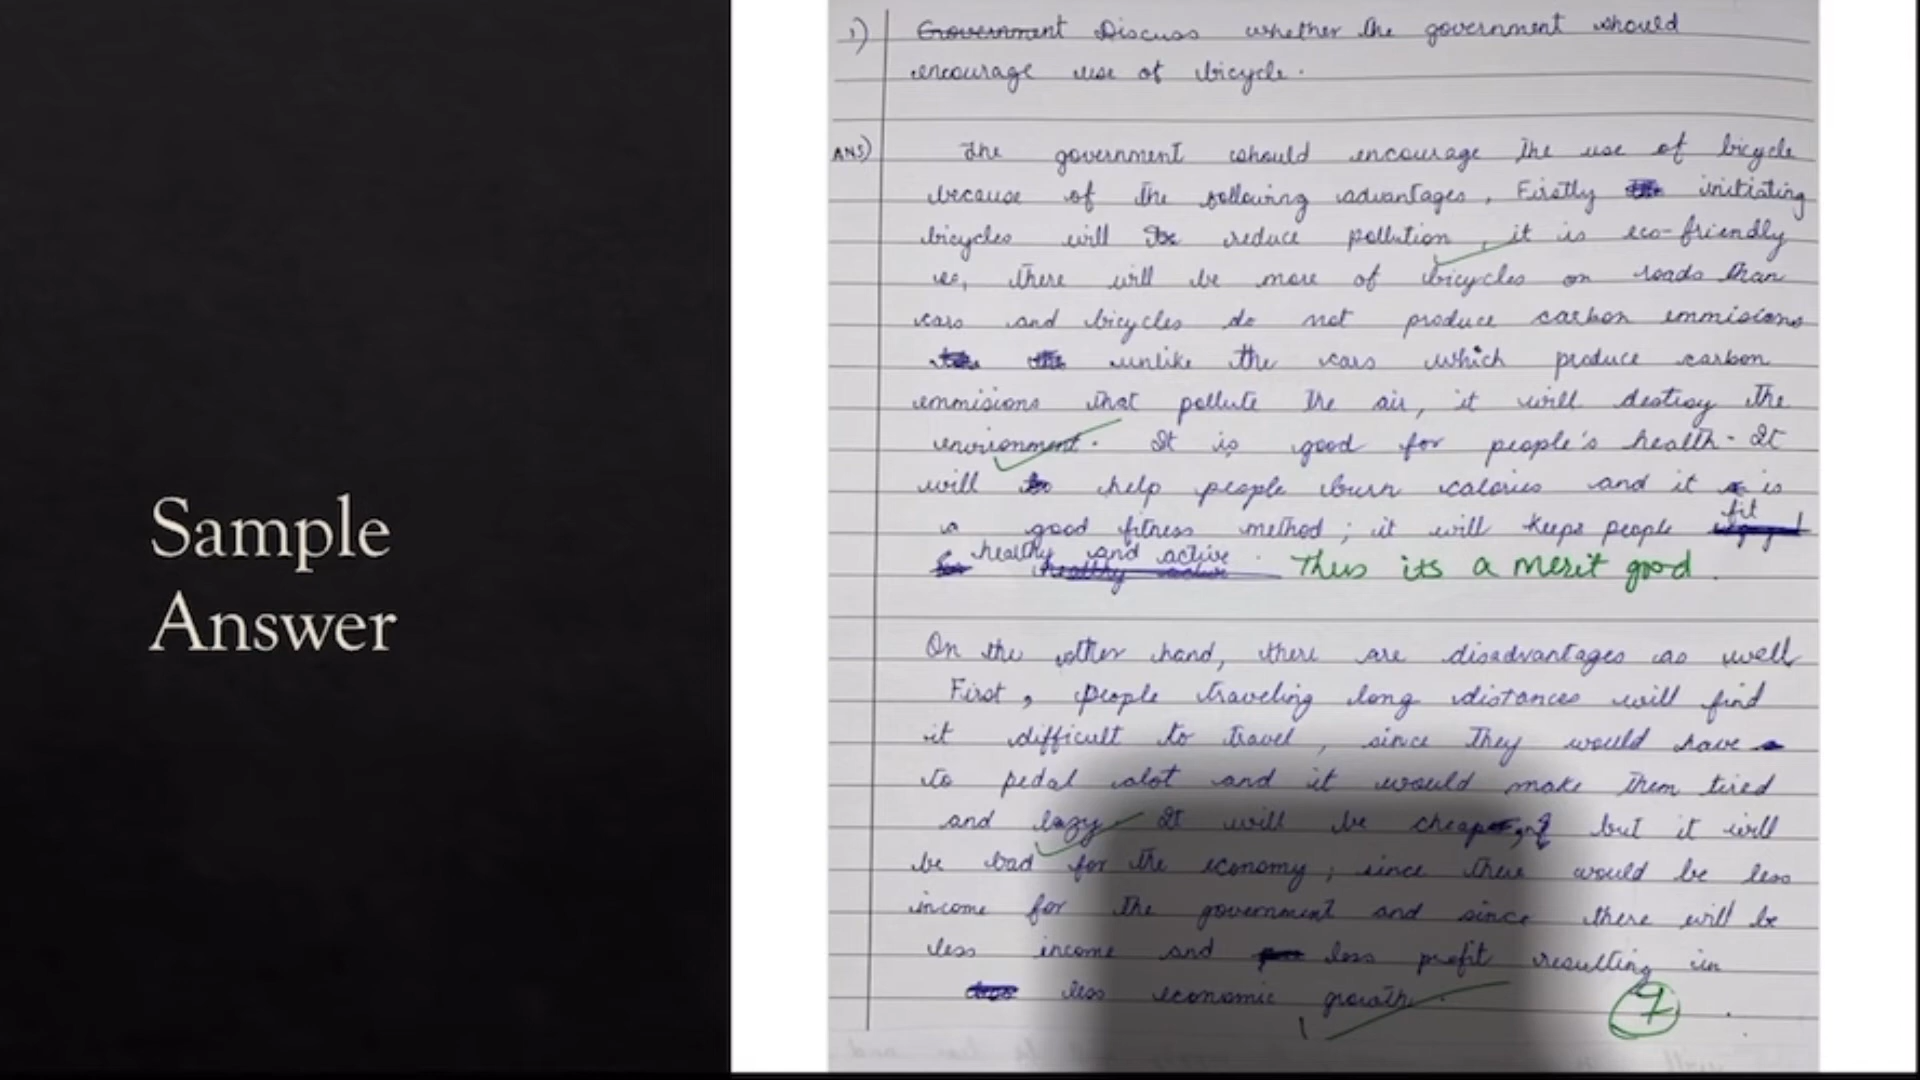 Sample
Answer
1) Government Discuss whether the government should
encourage use of bicycle.
ANS) The government should encourage the use of bicycle
because of the following advantages, Firstly initiating
bicycles will reduce pollution, it is eco-friendly
there will be more of bicycles on roads than
cars and bicycles do not produce carbon emmisions
unlike the cars which produce carbon
emmisions that pollute the air, it will destroy the
envrionment. It is good for people's health. It
will help people burn calories and it is
a good fitness method; it will keeps people fit
healthy and active. Thus its a merit good.
On the other hand, there are disadvantages as well
First, people traveling long distances will find
it difficult to travel, since they would have
to pedal alot and it would make them tired
and lazy. It will be cheap, but it will
be bad for the economy, since there would be less
income for the government and since there will be
less income and less profit resulting in
less economic growth.